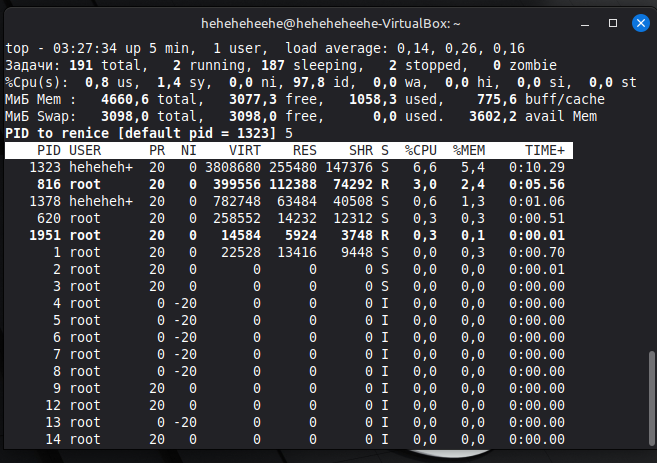 heheheheehe@heheheheehe-VirtualBox: ~
top - 03:27:34 up 5 min,  1 user,  load average: 0,14, 0,26, 0,16
Задачи: 191 total,   2 running, 187 sleeping,   2 stopped,   0 zombie
%Cpu(s):  0,8 us,  1,4 sy,  0,0 ni, 97,8 id,  0,0 wa,  0,0 hi,  0,0 si,  0,0 st
МиБ Mem :   4660,6 total,   3077,3 free,   1058,3 used,    775,6 buff/cache
МиБ Swap:   3098,0 total,   3098,0 free,      0,0 used.   3602,2 avail Mem
PID to renice [default pid = 1323] 5
PID USER      PR  NI    VIRT    RES    SHR S  %CPU  %MEM     TIME+
1323 heheheh+  20   0 3808680 255480 147376 S   6,6   5,4   0:10.29
816 root      20   0  399556 112388  74292 R   3,0   2,4   0:05.56
1378 heheheh+  20   0  782748  63484  40508 S   0,6   1,3   0:01.06
620 root      20   0  258552  14232  12312 S   0,3   0,3   0:00.51
1951 root      20   0   14584   5924   3748 R   0,3   0,1   0:00.01
1 root      20   0   22528  13416   9448 S   0,0   0,3   0:00.70
2 root      20   0       0      0      0 S   0,0   0,0   0:00.01
3 root      20   0       0      0      0 S   0,0   0,0   0:00.00
4 root       0 -20       0      0      0 I   0,0   0,0   0:00.00
5 root       0 -20       0      0      0 I   0,0   0,0   0:00.00
6 root       0 -20       0      0      0 I   0,0   0,0   0:00.00
7 root       0 -20       0      0      0 I   0,0   0,0   0:00.00
8 root       0 -20       0      0      0 I   0,0   0,0   0:00.00
9 root      20   0       0      0      0 I   0,0   0,0   0:00.00
12 root      20   0       0      0      0 I   0,0   0,0   0:00.00
13 root       0 -20       0      0      0 I   0,0   0,0   0:00.00
14 root      20   0       0      0      0 I   0,0   0,0   0:00.00